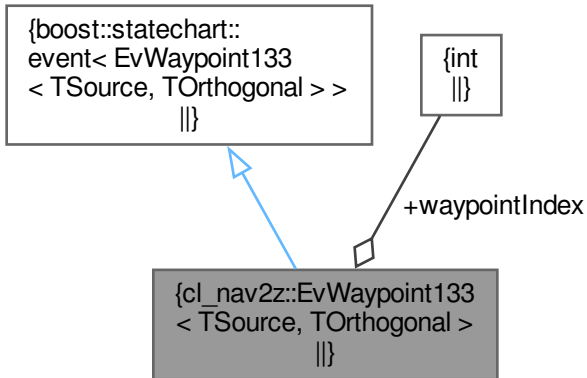 {boost::statechart::
event< EvWaypoint133
< TSource, TOrthogonal > >
||}
{int
||}
+waypointIndex
{cl_nav2z::EvWaypoint133
< TSource, TOrthogonal >
||}